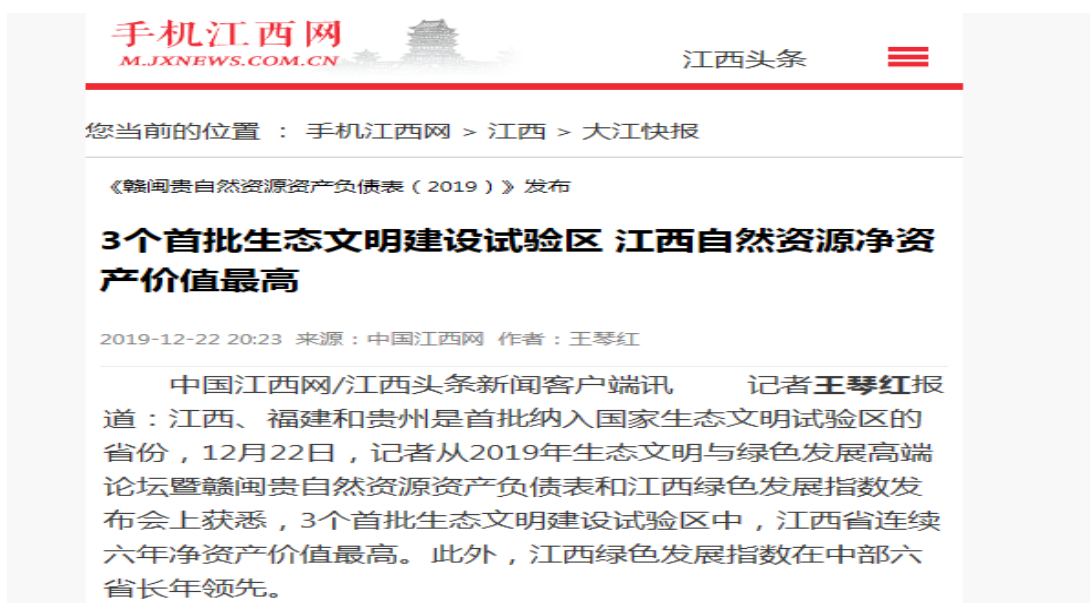 手机江西网
M.JXNEWS.COM.CN
江西头条
您当前的位置 ： 手机江西网 > 江西 > 大江快报
《赣闽贵自然资源资产负债表（2019）》发布
3个首批生态文明建设试验区 江西自然资源净资
产价值最高
2019-12-22 20:23 来源：中国江西网 作者：王琴红
中国江西网/江西头条新闻客户端讯 记者王琴红报
道：江西、福建和贵州是首批纳入国家生态文明试验区的
省份，12月22日，记者从2019年生态文明与绿色发展高端
论坛暨赣闽贵自然资源资产负债表和江西绿色发展指数发
布会上获悉，3个首批生态文明建设试验区中，江西省连续
六年净资产价值最高。此外，江西绿色发展指数在中部六
省长年领先。